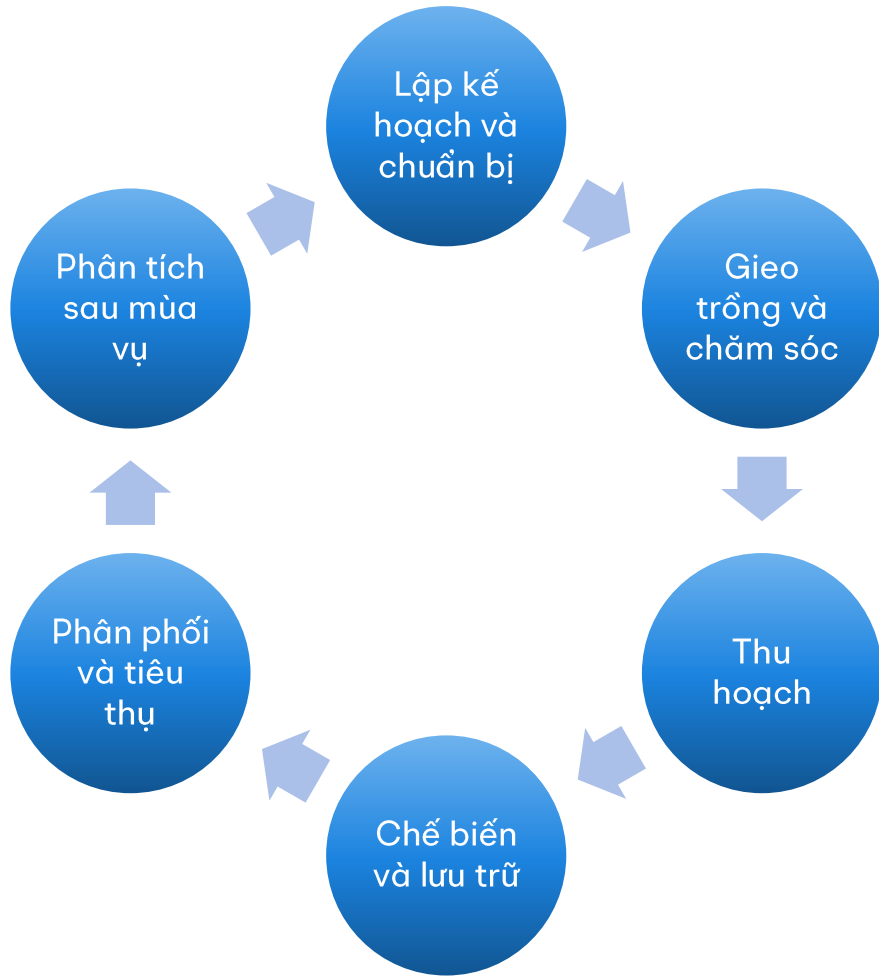 Lập kế
hoạch và
chuẩn bị
Gieo
trồng và
chăm sóc
Thu
hoạch
Chế biến
và lưu trữ
Phân phối
và tiêu
thụ
Phân tích
sau mùa
vụ